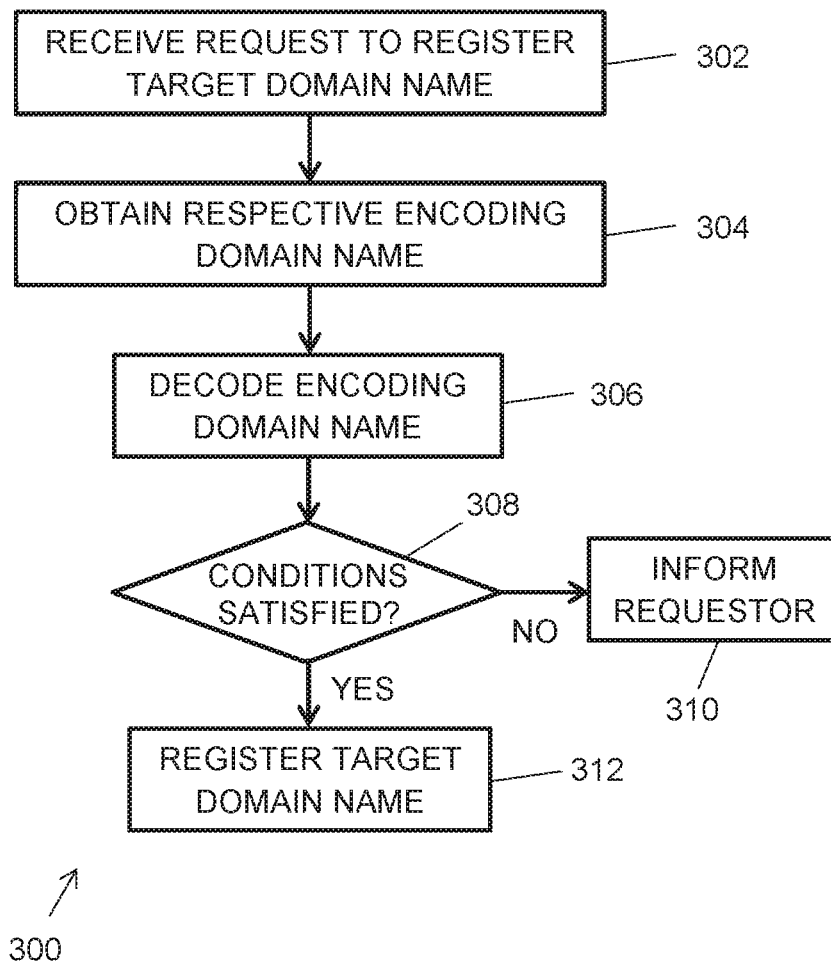 RECEIVE REQUEST TO REGISTER
TARGET DOMAIN NAME
302
OBTAIN RESPECTIVE ENCODING
DOMAIN NAME
304
DECODE ENCODING
DOMAIN NAME
306
308
CONDITIONS
SATISFIED?
NO
INFORM
REQUESTOR
310
YES
REGISTER TARGET
DOMAIN NAME
312
300